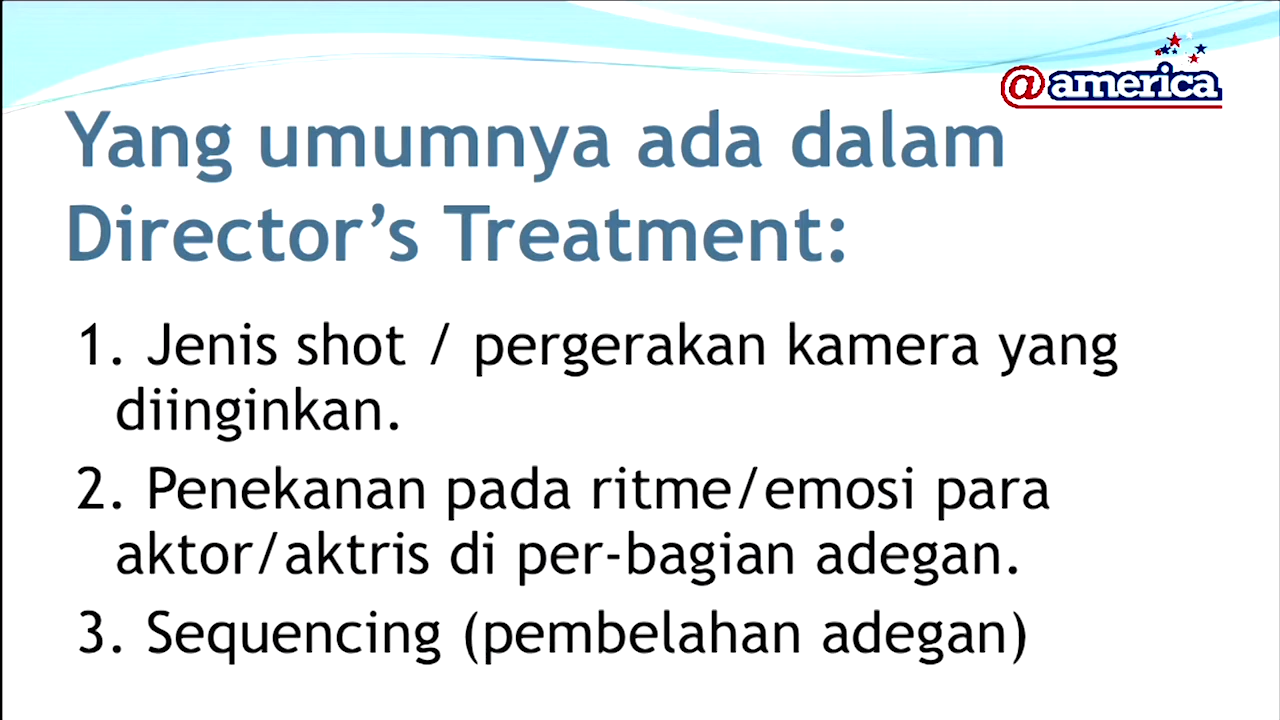 @america
Yang umumnya ada dalam
Director’s Treatment:
1. Jenis shot / pergerakan kamera yang
diinginkan.
2. Penekanan pada ritme/emosi para
aktor/aktris di per-bagian adegan.
3. Sequencing (pembelahan adegan)